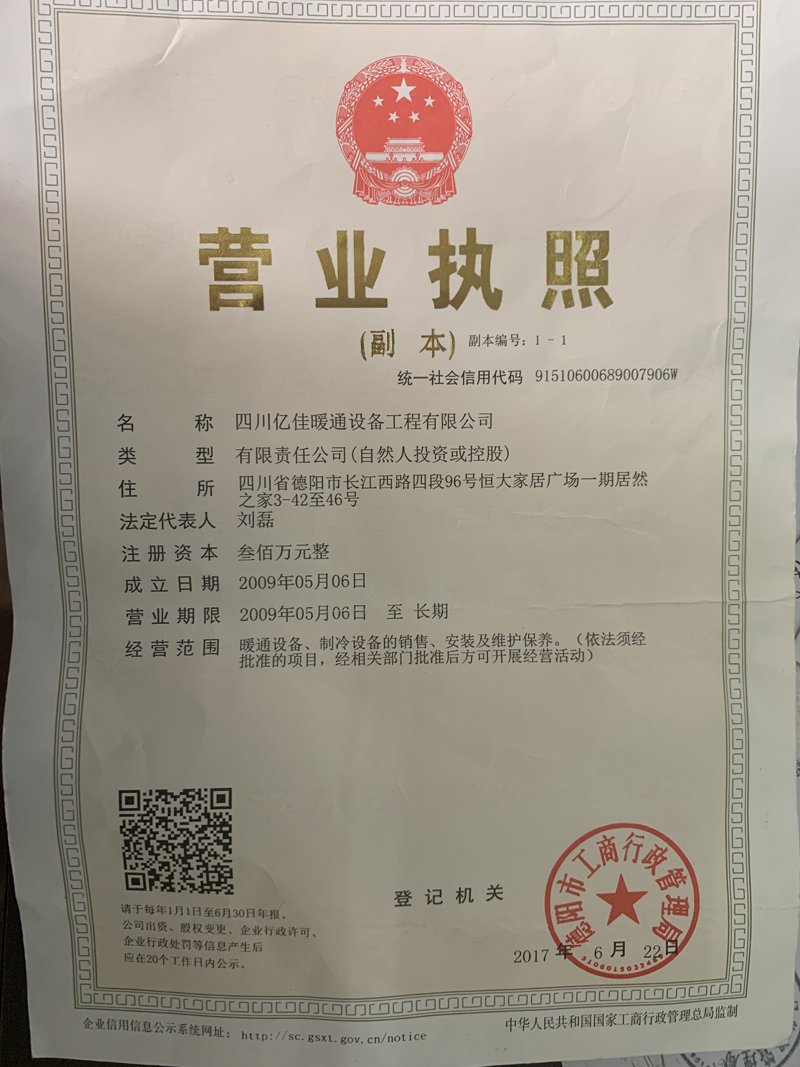 营业执照
(副 本) 副本编号：1 - 1
统一社会信用代码 91510600689007906W
名 称 四川亿佳暖通设备工程有限公司
类 型 有限责任公司(自然人投资或控股)
住 所 四川省德阳市长江西路四段96号恒大家居广场一期居然
之家3-42至46号
法定代表人 刘磊
注册资本 叁佰万元整
成立日期 2009年05月06日
营业期限 2009年05月06日 至 长期
经营范围 暖通设备、制冷设备的销售、安装及维护保养。（依法须经
批准的项目，经相关部门批准后方可开展经营活动）
请于每年1月1日至6月30日年报。
公司出资、股权变更、企业行政许可、
企业行政处罚等信息产生后
应在20个工作日内公示。
登记机关
德阳市工商行政管理局
2017 年 6 月 22日
企业信用信息公示系统网址： http://sc.gsxt.gov.cn/notice
中华人民共和国国家工商行政管理总局监制